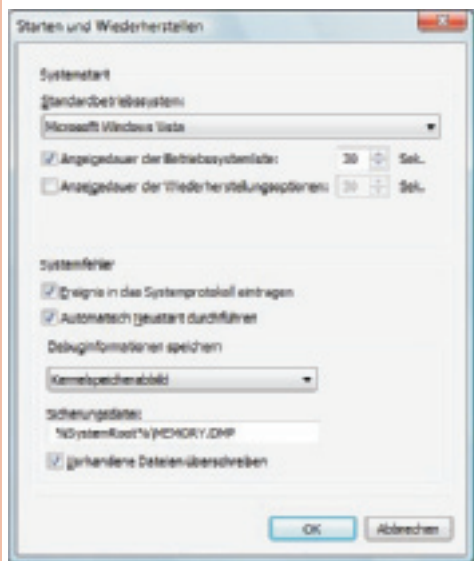 Starten und Wiederherstellen
Systemstart
Standardbetriebssystem:
Microsoft Windows Vista
Anzeigedauer der Betriebssystemliste: 30 Sek.
Anzeigedauer der Wiederherstellungsoptionen: 30 Sek.
Systemfehler
Ereignis in das Systemprotokoll eintragen
Automatisch Neustart durchführen
Debuginformationen speichern
Kernelspeicherabbild
Sicherungsdatei:
%SystemRoot%\MEMORY.DMP
Vorhandene Dateien überschreiben
OK Abbrechen